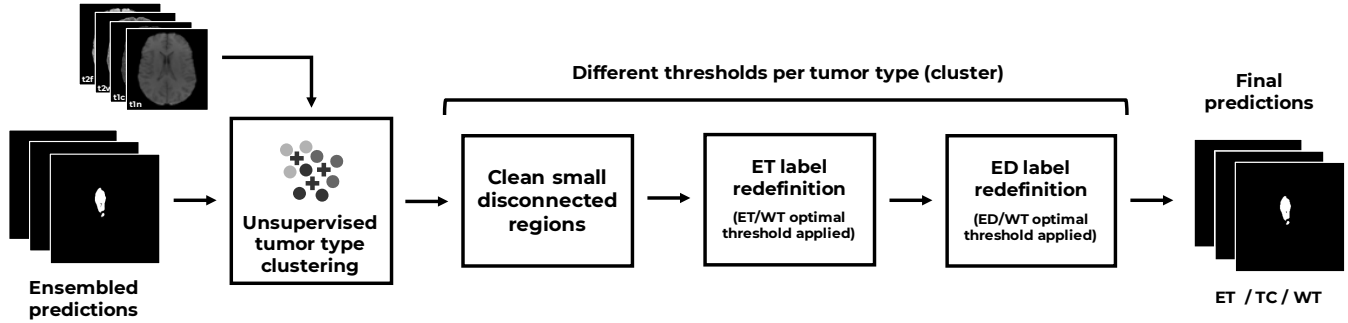 t2f
t2w
t1c
t1n
Different thresholds per tumor type (cluster)
Final
predictions
Unsupervised
tumor type
clustering
Clean small
disconnected
regions
ET label
redefinition
(ET/WT optimal
threshold applied)
ED label
redefinition
(ED/WT optimal
threshold applied)
Ensembled
predictions
ET / TC / WT